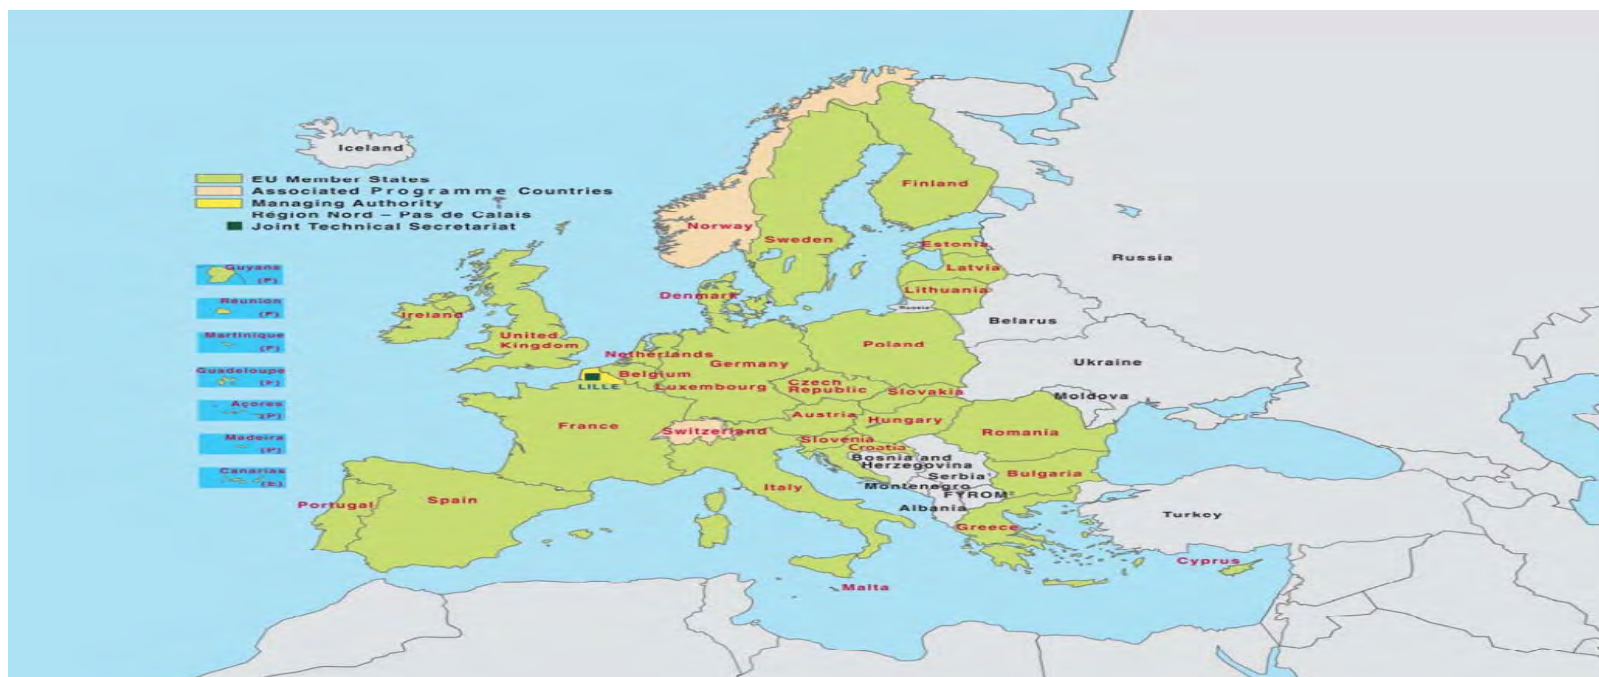 Iceland
EU Member States
Associated Programme Countries
Managing Authority
Région Nord – Pas de Calais
Joint Technical Secretariat
Guyane
(F)
Réunion
(F)
Martinique
(F)
Guadeloupe
(F)
Açores
(P)
Madeira
(P)
Canarias
(E)
Norway
Sweden
Finland
Estonia
Latvia
Lithuania
Russia
Russia
Denmark
Ireland
United
Kingdom
Netherlands
Belgium
LILLE
Luxembourg
Germany
Poland
Belarus
Ukraine
Moldova
Czech
Republic
Slovakia
France
Switzerland
Austria
Hungary
Romania
Slovenia
Croatia
Bosnia and
Herzegovina
Serbia
Montenegro
FYROM
Albania
Bulgaria
Portugal
Spain
Italy
Greece
Turkey
Cyprus
Malta